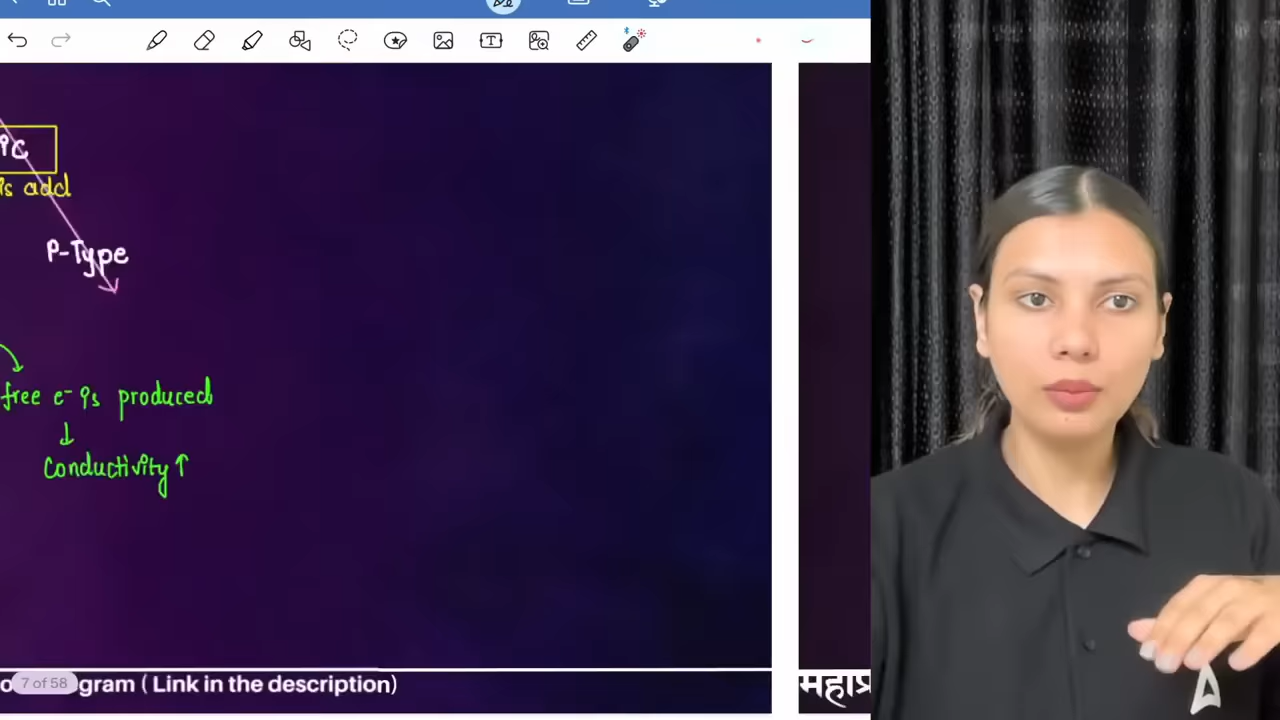 ic
is add
P-Type
free e- is produced
↓
Conductivity ↑
7 of 58
gram ( Link in the description)
महाप्र